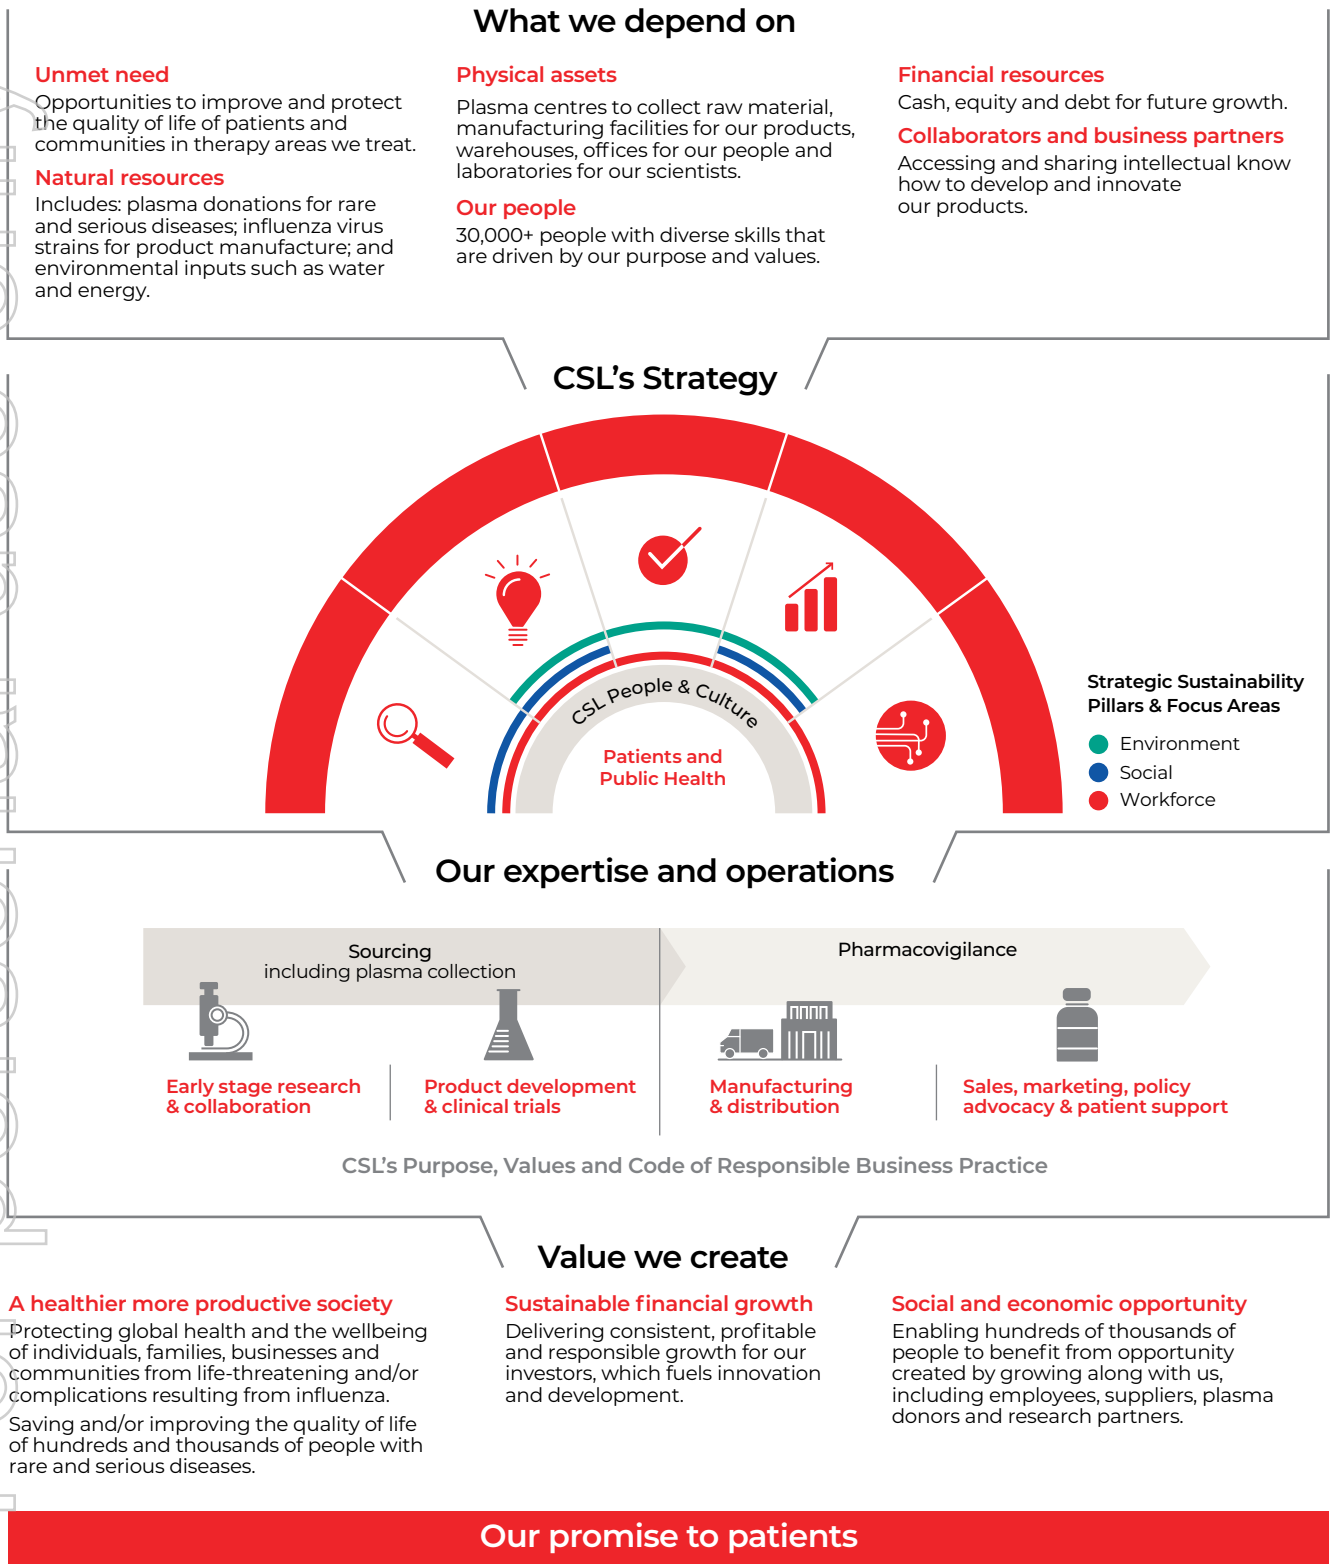 What we depend on
Unmet need
Opportunities to improve and protect
the quality of life of patients and
communities in therapy areas we treat.
Natural resources
Includes: plasma donations for rare
and serious diseases; influenza virus
strains for product manufacture; and
environmental inputs such as water
and energy.
Physical assets
Plasma centres to collect raw material,
manufacturing facilities for our products,
warehouses, offices for our people and
laboratories for our scientists.
Our people
30,000+ people with diverse skills that
are driven by our purpose and values.
Financial resources
Cash, equity and debt for future growth.
Collaborators and business partners
Accessing and sharing intellectual know
how to develop and innovate
our products.
CSL's Strategy
CSL People & Culture
Patients and
Public Health
Strategic Sustainability
Pillars & Focus Areas
Environment
Social
Workforce
Our expertise and operations
Sourcing
including plasma collection
Pharmacovigilance
Early stage research
& collaboration
Product development
& clinical trials
Manufacturing
& distribution
Sales, marketing, policy
advocacy & patient support
CSL's Purpose, Values and Code of Responsible Business Practice
Value we create
A healthier more productive society
Protecting global health and the wellbeing
of individuals, families, businesses and
communities from life-threatening and/or
complications resulting from influenza.
Saving and/or improving the quality of life
of hundreds and thousands of people with
rare and serious diseases.
Sustainable financial growth
Delivering consistent, profitable
and responsible growth for our
investors, which fuels innovation
and development.
Social and economic opportunity
Enabling hundreds of thousands of
people to benefit from opportunity
created by growing along with us,
including employees, suppliers, plasma
donors and research partners.
Our promise to patients